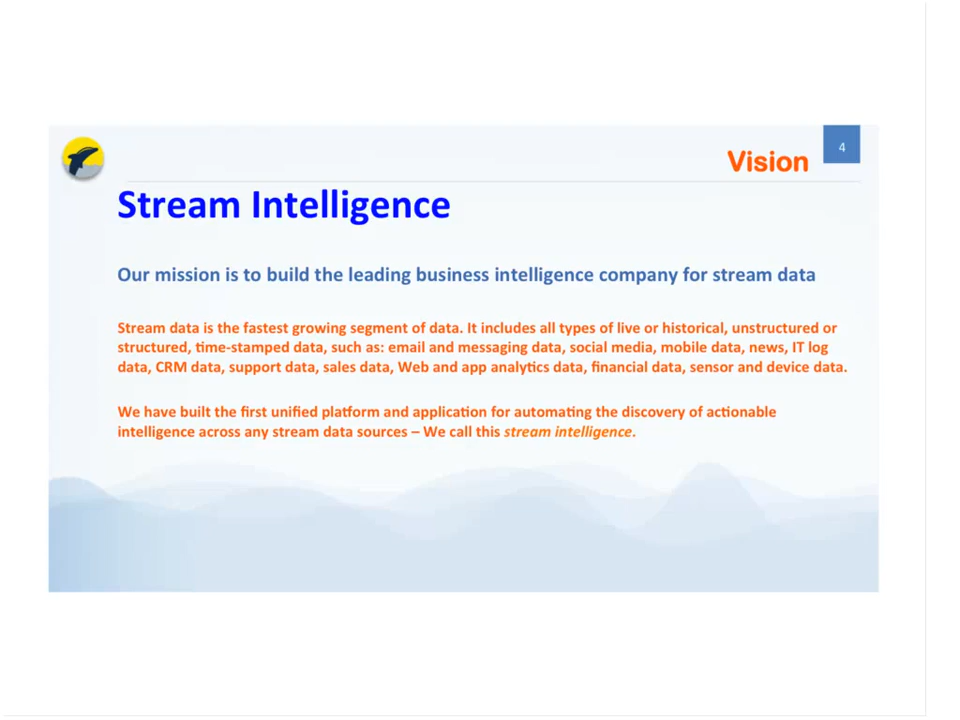 4
Vision
Stream Intelligence
Our mission is to build the leading business intelligence company for stream data
Stream data is the fastest growing segment of data. It includes all types of live or historical, unstructured or
structured, time-stamped data, such as: email and messaging data, social media, mobile data, news, IT log
data, CRM data, support data, sales data, Web and app analytics data, financial data, sensor and device data.
We have built the first unified platform and application for automating the discovery of actionable
intelligence across any stream data sources – We call this stream intelligence.